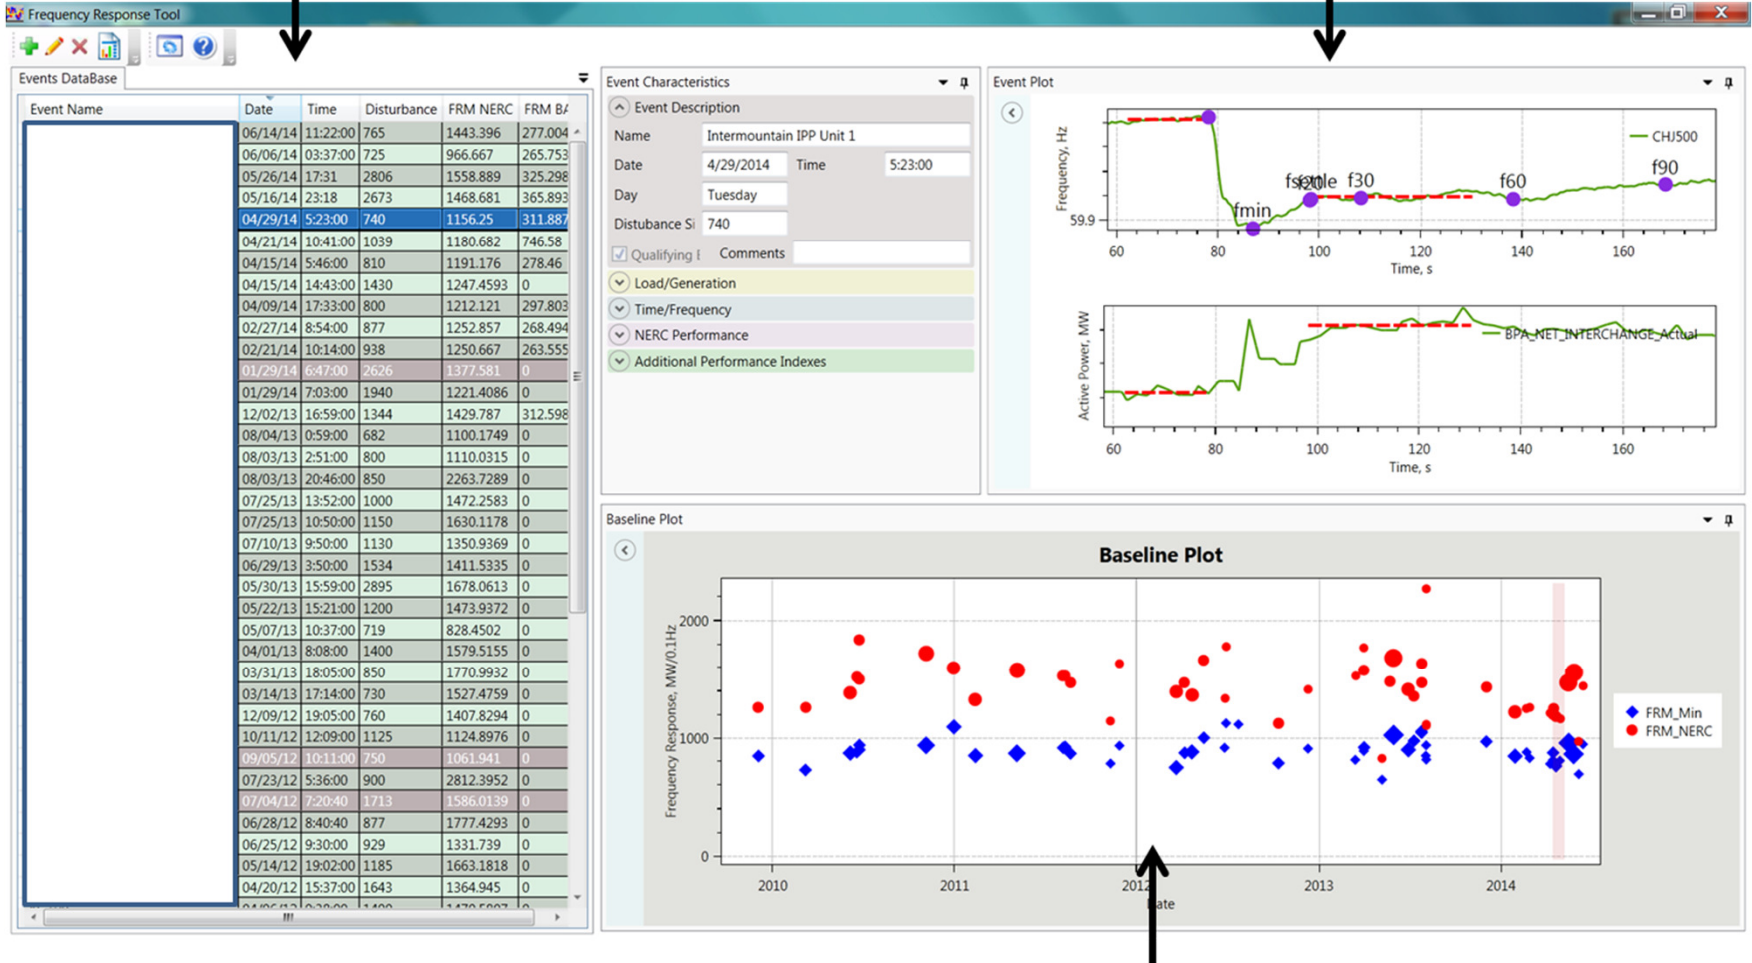 Frequency Response Tool
Events DataBase
Event Name Date Time Disturbance FRM NERC FRM BA
06/14/14 11:22:00 765 1443.396 277.004
06/06/14 03:37:00 725 966.667 265.753
05/26/14 17:31 2806 1558.889 325.298
05/16/14 23:18 2673 1468.681 365.893
04/29/14 5:23:00 740 1156.25 311.887
04/21/14 10:41:00 1039 1180.682 746.58
04/15/14 5:46:00 810 1191.176 278.46
04/15/14 14:43:00 1430 1247.4593 0
04/09/14 17:33:00 800 1212.121 297.803
02/27/14 8:54:00 877 1252.857 268.494
02/21/14 10:14:00 938 1250.667 263.555
01/29/14 6:47:00 2626 1377.581 0
01/29/14 7:03:00 1940 1221.4086 0
12/02/13 16:59:00 1344 1429.787 312.598
08/04/13 0:59:00 682 1100.1749 0
08/03/13 2:51:00 800 1110.0315 0
08/03/13 20:46:00 850 2263.7289 0
07/25/13 13:52:00 1000 1472.2583 0
07/25/13 10:50:00 1150 1630.1178 0
07/10/13 9:50:00 1130 1350.9369 0
06/29/13 3:50:00 1534 1411.5335 0
05/30/13 15:59:00 2895 1678.0613 0
05/22/13 15:21:00 1200 1473.9372 0
05/07/13 10:37:00 719 828.4502 0
04/01/13 8:08:00 1400 1579.5155 0
03/31/13 18:05:00 850 1770.9932 0
03/14/13 17:14:00 730 1527.4759 0
12/09/12 19:05:00 760 1407.8294 0
10/11/12 12:09:00 1125 1124.8976 0
09/05/12 10:11:00 750 1061.941 0
07/23/12 5:36:00 900 2812.3952 0
07/04/12 7:20:40 1713 1586.0139 0
06/28/12 8:40:40 877 1777.4293 0
06/25/12 9:30:00 929 1331.739 0
05/14/12 19:02:00 1185 1663.1818 0
04/20/12 15:37:00 1643 1364.945 0
Event Characteristics
Event Description
Name Intermountain IPP Unit 1
Date 4/29/2014 Time 5:23:00
Day Tuesday
Distubance Si 740
Qualifying E Comments
Load/Generation
Time/Frequency
NERC Performance
Additional Performance Indexes
Event Plot
Frequency, Hz
59.9
CHJ500
fmin
fsettle
f20
f30
f60
f90
60 80 100 120 140 160
Time, s
Active Power, MW
BPA_NET_INTERCHANGE_Actual
60 80 100 120 140 160
Time, s
Baseline Plot
Baseline Plot
Frequency Response, MW/0.1Hz
2000
1000
0
2010 2011 2012 2013 2014
Date
FRM_Min
FRM_NERC